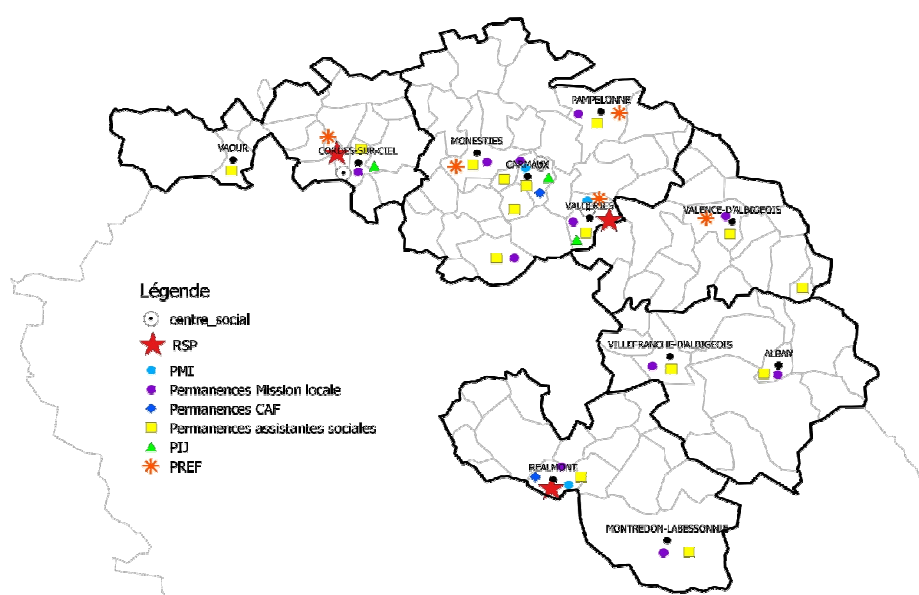 PAMPELONNE
MONESTIES
VAOUR
CORDES-SUR-CIEL
CARMAUX
VALDERIES
VALENCE-D'ALBIGEOIS
Légende
centre_social
RSP
PMI
Permanences Mission locale
Permanences CAF
Permanences assistantes sociales
PIJ
PREF
VILLEFRANCHE-D'ALBIGEOIS
ALBAN
REALMONT
MONTREDON-LABESSONNIE